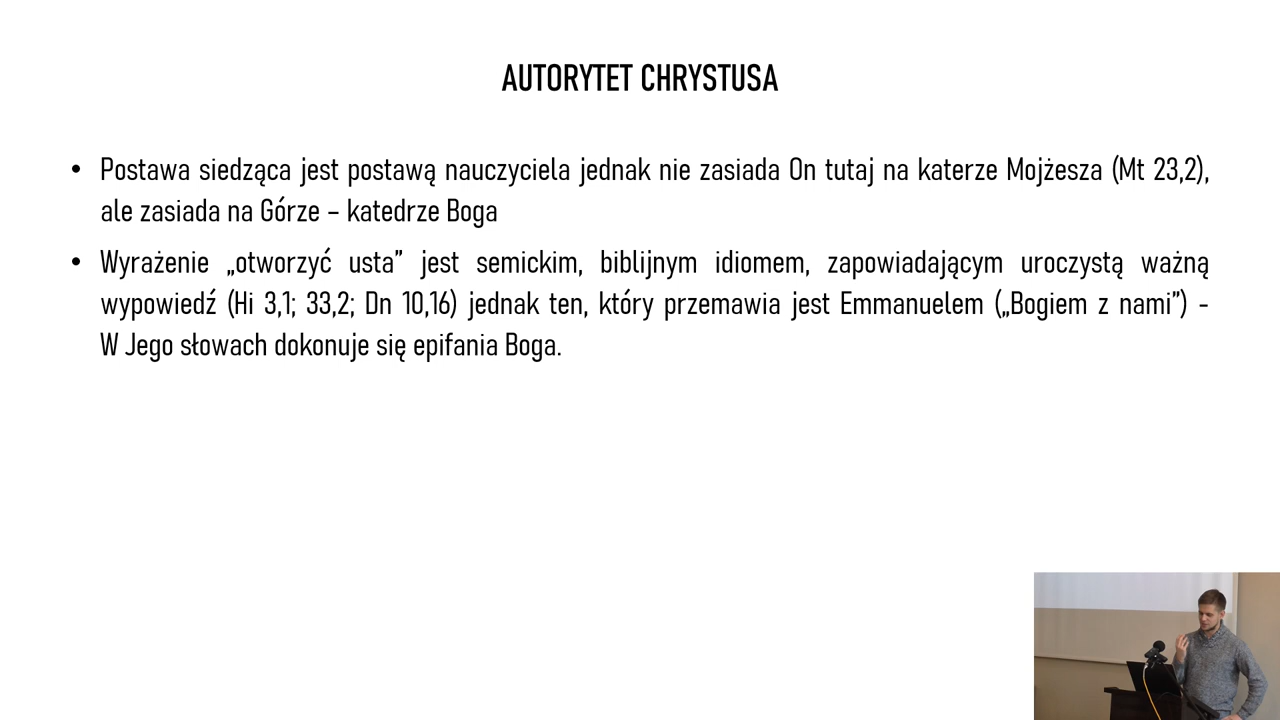 AUTORYTET CHRYSTUSA
• Postawa siedząca jest postawą nauczyciela jednak nie zasiada On tutaj na katerze Mojżesza (Mt 23,2),
ale zasiada na Górze – katedrze Boga
• Wyrażenie „otworzyć usta” jest semickim, biblijnym idiomem, zapowiadającym uroczystą ważną
wypowiedź (Hi 3,1; 33,2; Dn 10,16) jednak ten, który przemawia jest Emmanuelem („Bogiem z nami”) -
W Jego słowach dokonuje się epifania Boga.